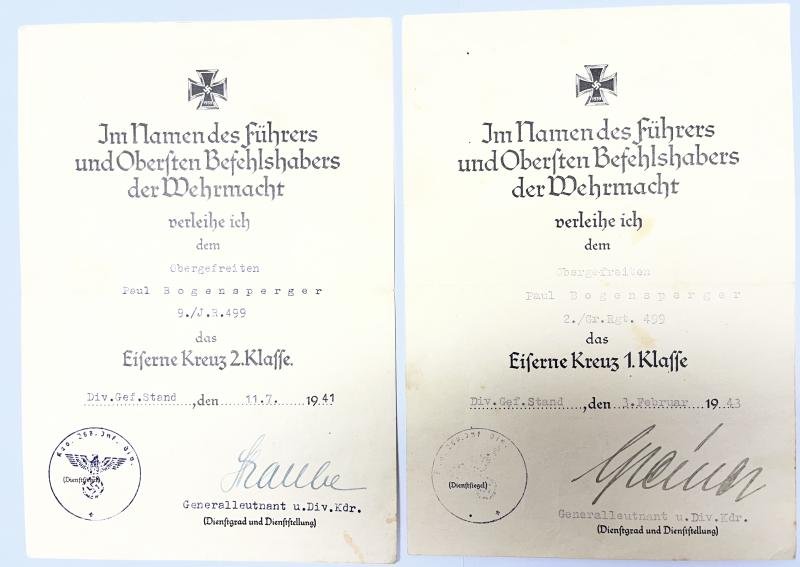 Im Namen des Führers
und Obersten Befehlshabers
der Wehrmacht
verleihe ich
dem
Obergefreiten
Paul Bogensperger
9./J.R.499
das
Eiserne Kreuz 2.Klasse.
Div.Gef.Stand, den 11.7. 1941
(Dienstsiegel)
Generalleutnant u.Div.Kdr.
(Dienstgrad und Dienststellung)
Im Namen des Führers
und Obersten Befehlshabers
der Wehrmacht
verleihe ich
dem
Obergefreiten
Paul Bogensperger
2./Gr.Rgt. 499
das
Eiserne Kreuz 1.Klasse
Div.Gef.Stand, den 3.Februar 1943
(Dienstsiegel)
Generalleutnant u.Div.Kdr.
(Dienstgrad und Dienststellung)